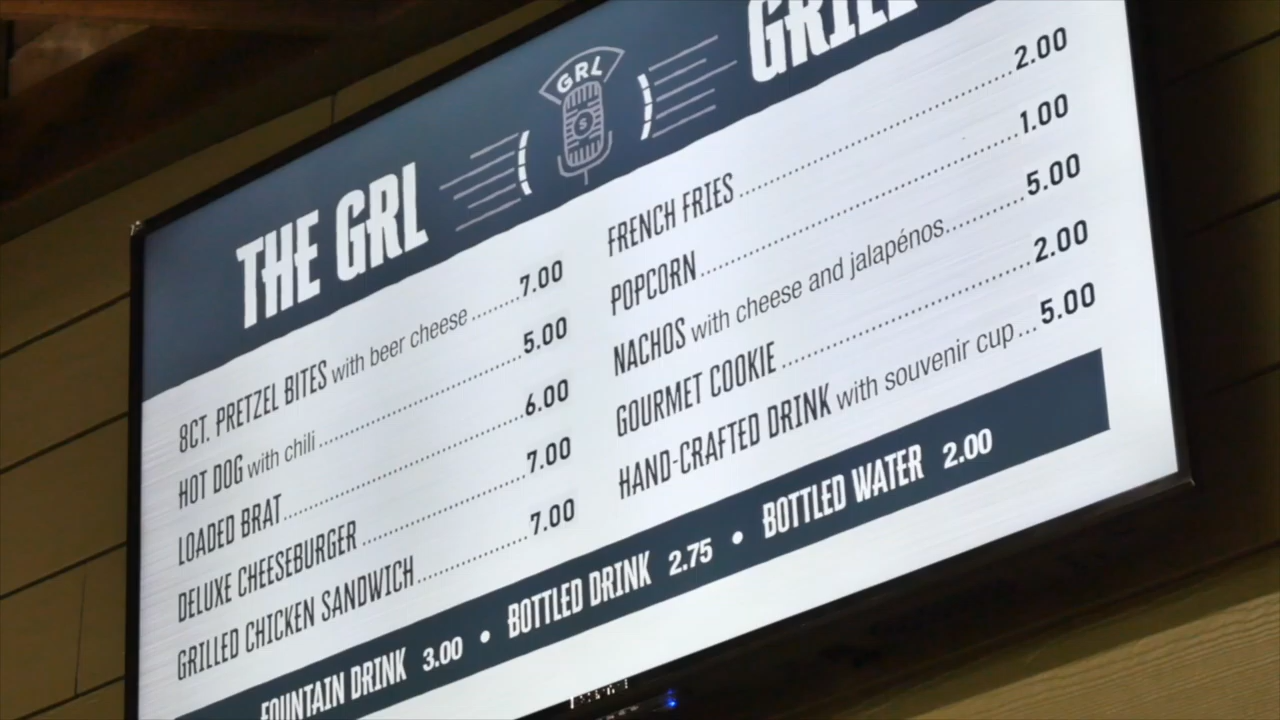 THE GRL
GRL
S
GRILL
8CT. PRETZEL BITES with beer cheese ...... 7.00
HOT DOG with chili ...... 5.00
LOADED BRAT ...... 6.00
DELUXE CHEESEBURGER ...... 7.00
GRILLED CHICKEN SANDWICH ...... 7.00
FRENCH FRIES ...... 2.00
POPCORN ...... 1.00
NACHOS with cheese and jalapénos ...... 5.00
GOURMET COOKIE ...... 2.00
HAND-CRAFTED DRINK with souvenir cup ... 5.00
FOUNTAIN DRINK 3.00 • BOTTLED DRINK 2.75 • BOTTLED WATER 2.00